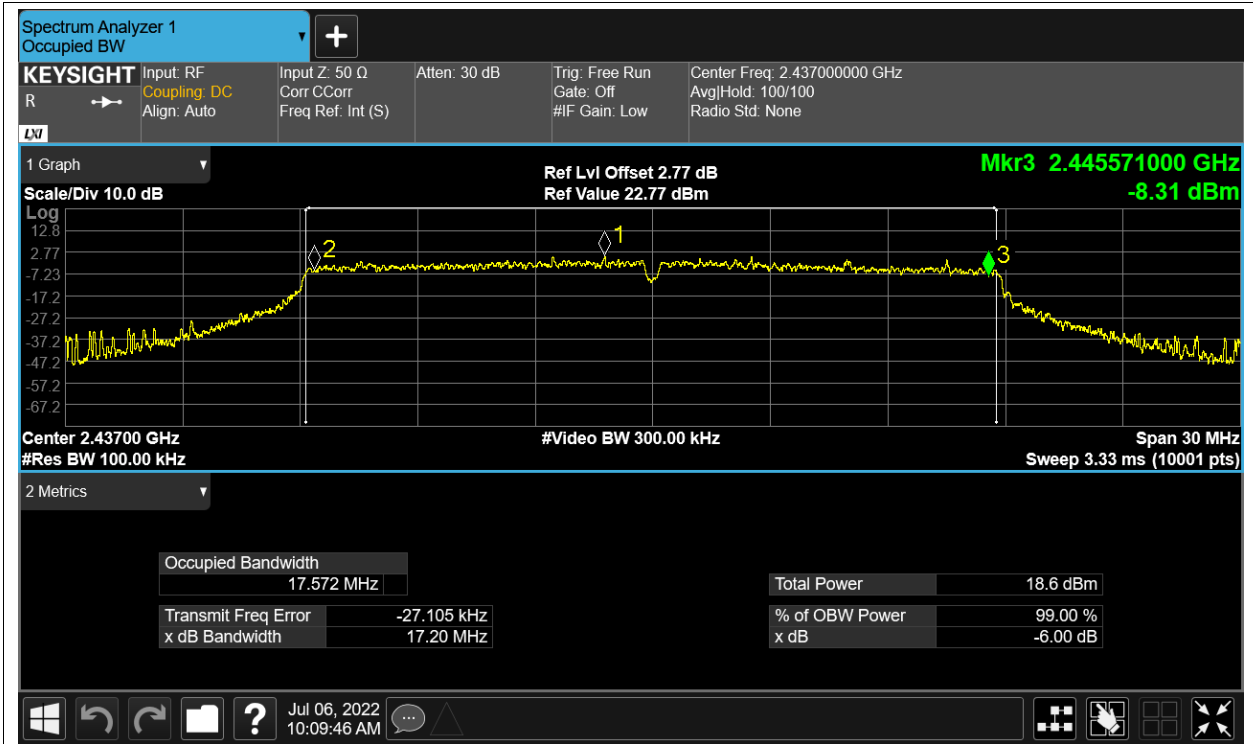 Spectrum Analyzer 1
Occupied BW
KEYSIGHT
R
LXI
Input: RF
Coupling: DC
Align: Auto
Input Z: 50 Ω
Corr CCorr
Freq Ref: Int (S)
Atten: 30 dB
Trig: Free Run
Gate: Off
#IF Gain: Low
Center Freq: 2.437000000 GHz
Avg|Hold: 100/100
Radio Std: None
1 Graph
Scale/Div 10.0 dB
Ref Lvl Offset 2.77 dB
Ref Value 22.77 dBm
Mkr3 2.445571000 GHz
-8.31 dBm
Log
12.8
2.77
-7.23
-17.2
-27.2
-37.2
-47.2
-57.2
-67.2
2
1
3
Center 2.43700 GHz
#Video BW 300.00 kHz
Span 30 MHz
#Res BW 100.00 kHz
Sweep 3.33 ms (10001 pts)
2 Metrics
Occupied Bandwidth
17.572 MHz
Transmit Freq Error -27.105 kHz
x dB Bandwidth 17.20 MHz
Total Power 18.6 dBm
% of OBW Power 99.00 %
x dB -6.00 dB
?
Jul 06, 2022
10:09:46 AM